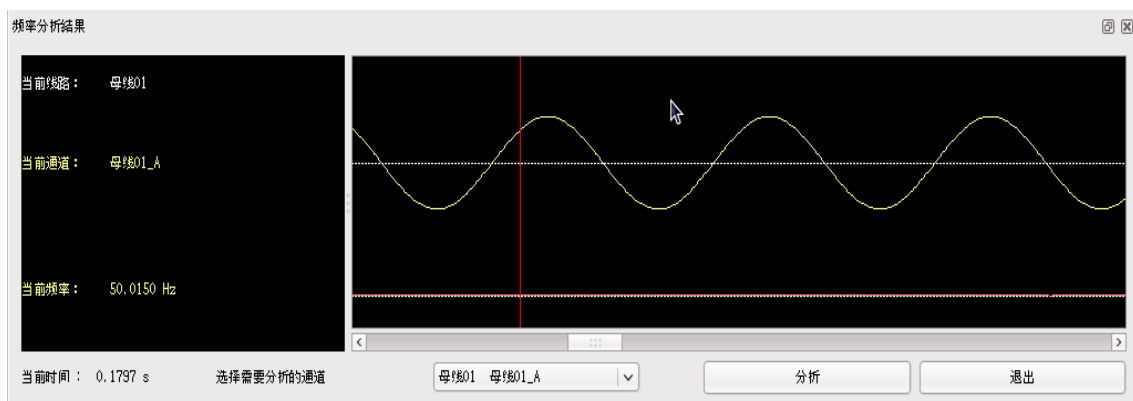 频率分析结果
当前线路： 母线01
当前通道： 母线01_A
当前频率： 50.0150 Hz
当前时间： 0.1797 s 选择需要分析的通道 母线01 母线01_A 分析 退出